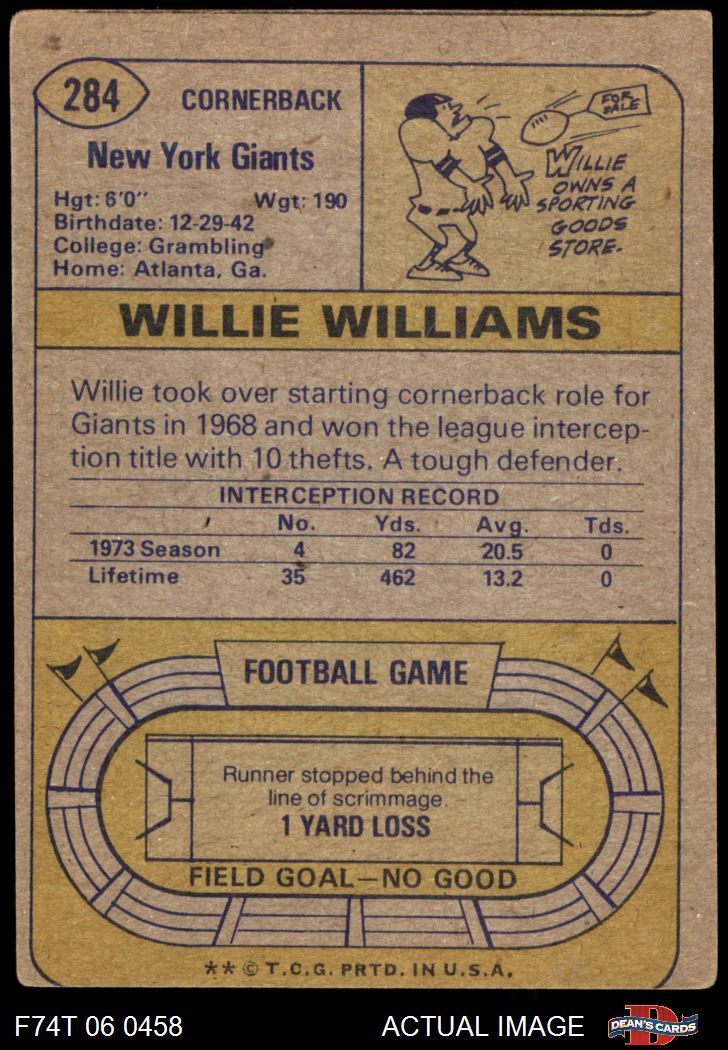 284
CORNERBACK
New York Giants
Hgt: 6'0" Wgt: 190
Birthdate: 12-29-42
College: Grambling
Home: Atlanta, Ga.
FOR
SALE
WILLIE
OWNS A
SPORTING
GOODS
STORE.
WILLIE WILLIAMS
Willie took over starting cornerback role for
Giants in 1968 and won the league intercep-
tion title with 10 thefts. A tough defender.
INTERCEPTION RECORD
No. Yds. Avg. Tds.
1973 Season 4 82 20.5 0
Lifetime 35 462 13.2 0
FOOTBALL GAME
Runner stopped behind the
line of scrimmage.
1 YARD LOSS
FIELD GOAL—NO GOOD
** © T.C.G. PRTD. IN U.S.A.
F74T 06 0458 ACTUAL IMAGE D DEAN'S CARDS